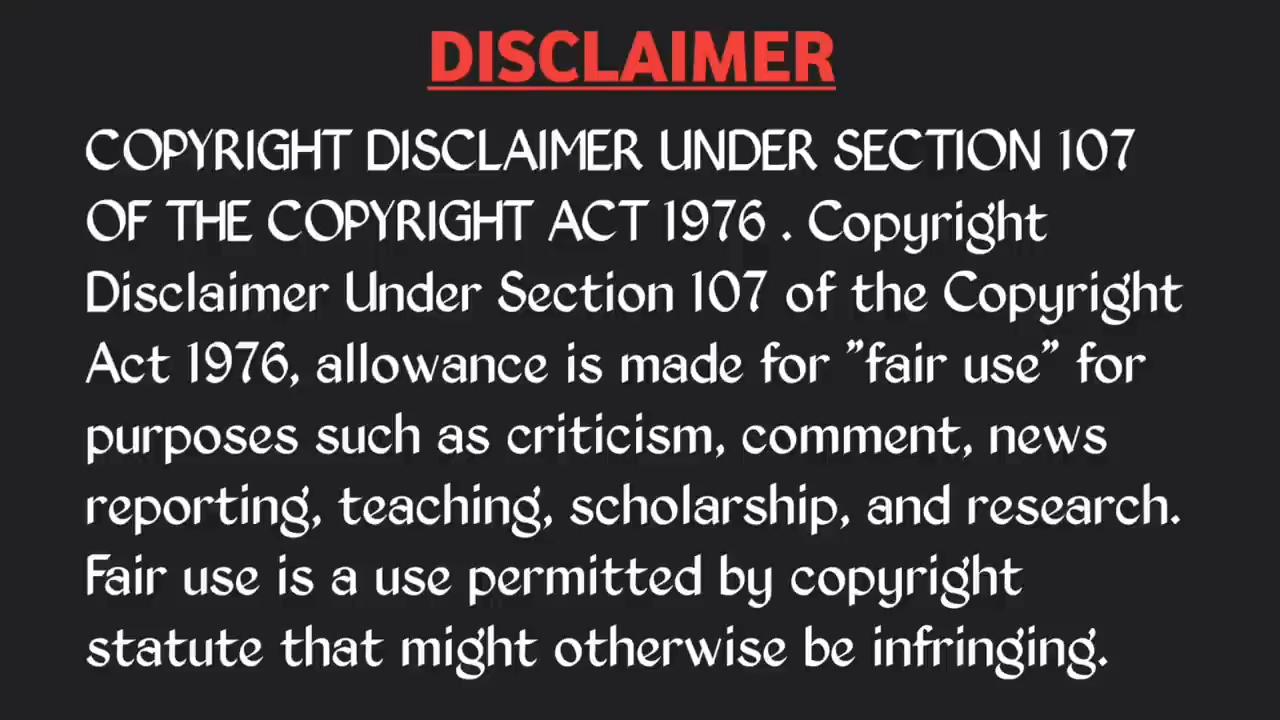 DISCLAIMER
COPYRIGHT DISCLAIMER UNDER SECTION 107
OF THE COPYRIGHT ACT 1976 . Copyright
Disclaimer Under Section 107 of the Copyright
Act 1976, allowance is made for ”fair use” for
purposes such as criticism, comment, news
reporting, teaching, scholarship, and research.
Fair use is a use permitted by copyright
statute that might otherwise be infringing.